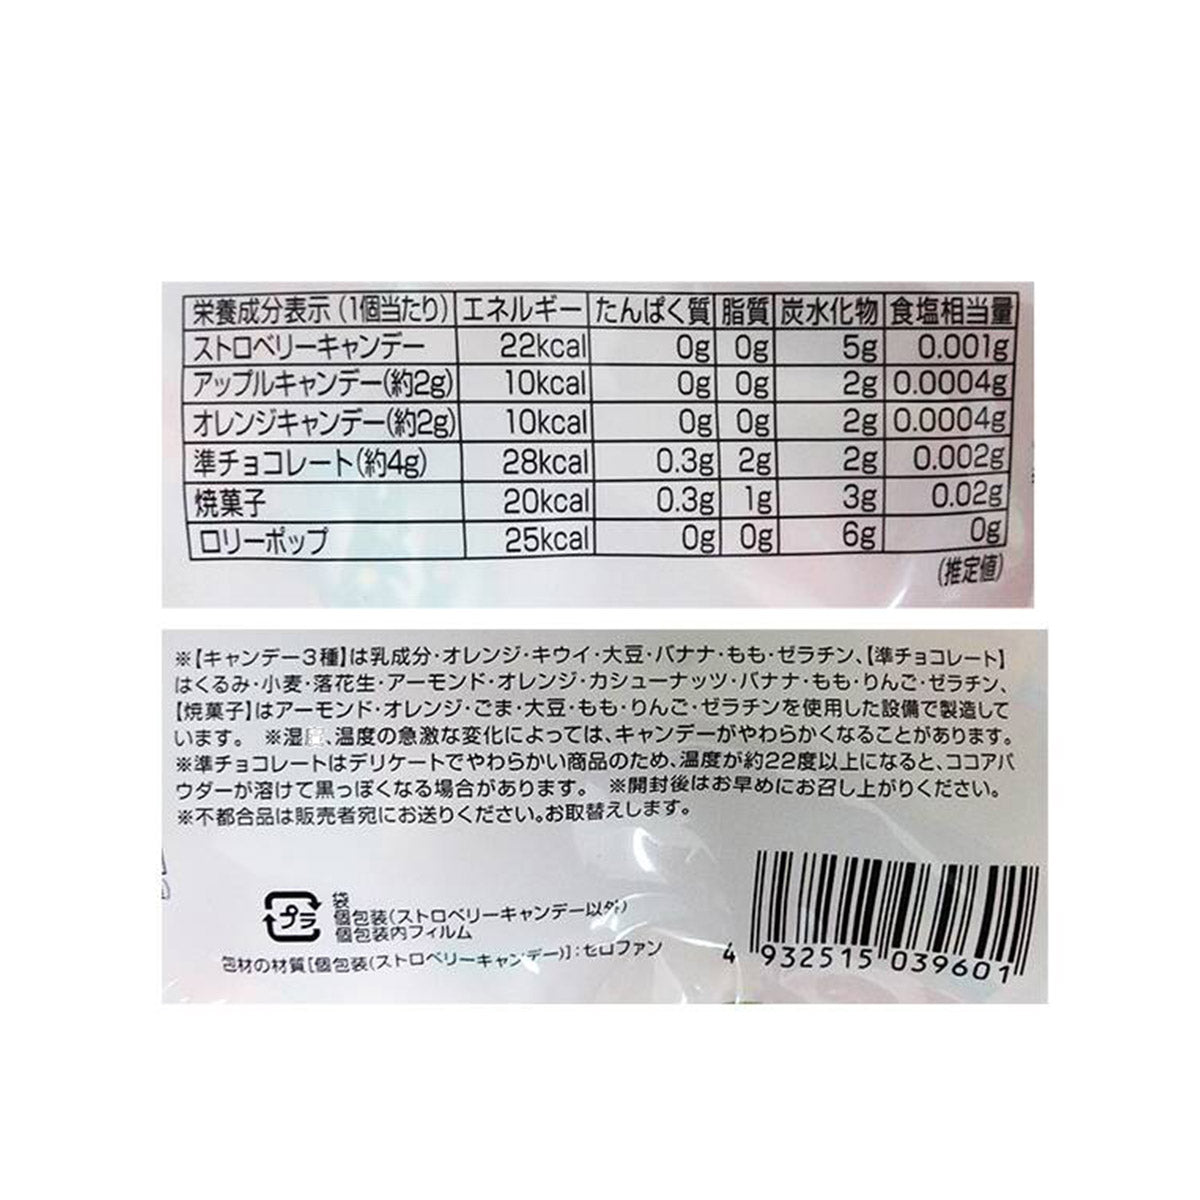 栄養成分表示(1個当たり) エネルギー たんぱく質 脂質 炭水化物 食塩相当量
ストロベリーキャンデー 22kcal 0g 0g 5g 0.001g
アップルキャンデー(約2g) 10kcal 0g 0g 2g 0.0004g
オレンジキャンデー(約2g) 10kcal 0g 0g 2g 0.0004g
準チョコレート(約4g) 28kcal 0.3g 2g 2g 0.002g
焼菓子 20kcal 0.3g 1g 3g 0.02g
ロリーポップ 25kcal 0g 0g 6g 0g
(推定値)
※【キャンデー3種】は乳成分・オレンジ・キウイ・大豆・バナナ・もも・ゼラチン、【準チョコレート】
はくるみ・小麦・落花生・アーモンド・オレンジ・カシューナッツ・バナナ・もも・りんご・ゼラチン、
【焼菓子】はアーモンド・オレンジ・ごま・大豆・もも・りんご・ゼラチンを使用した設備で製造して
います。 ※湿度、温度の急激な変化によっては、キャンデーがやわらかくなることがあります。
※準チョコレートはデリケートでやわらかい商品のため、温度が約22度以上になると、ココアパ
ウダーが溶けて黒っぽくなる場合があります。 ※開封後はお早めにお召し上がりください。
※不都合品は販売者宛にお送りください。お取替えします。
プラ
袋
個包装(ストロベリーキャンデー以外)
個包装内フィルム
包材の材質[個包装(ストロベリーキャンデー)]:セロファン
4 932515 039601